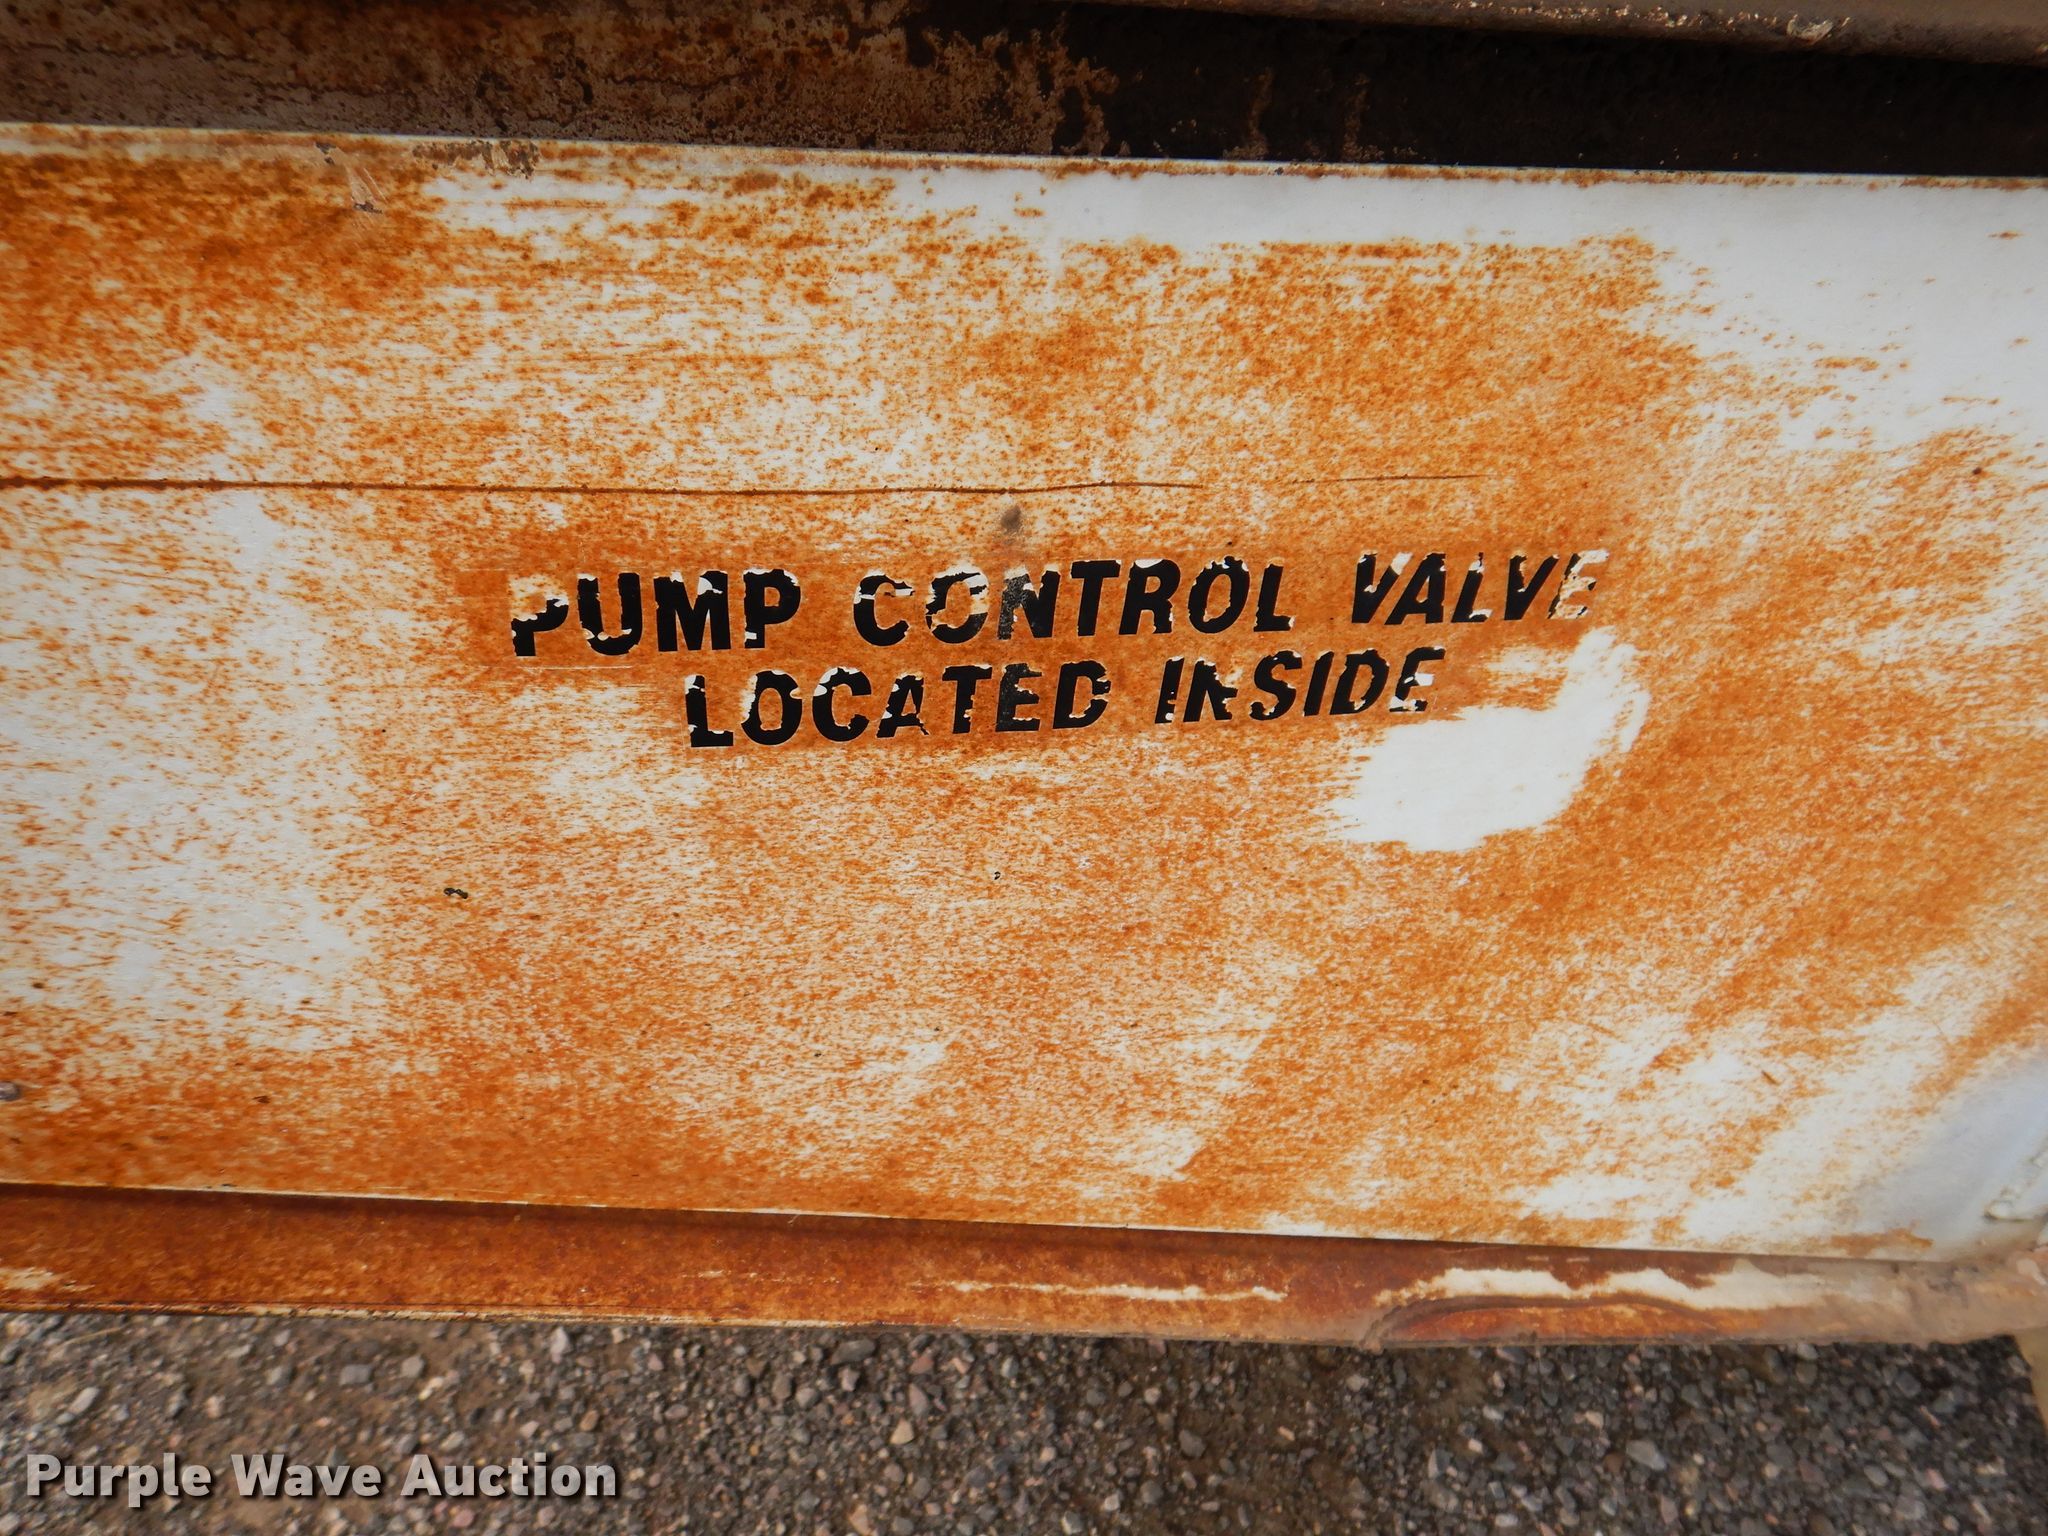 PUMP CONTROL VALVE
LOCATED INSIDE
Purple Wave Auction